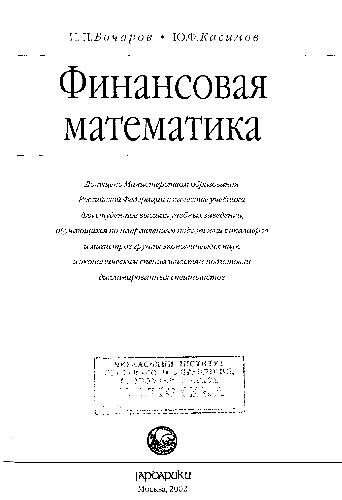 П.П.Бочаров • Ю.Ф.Касимов
Финансовая
математика
Допущено Министерством образования
Российской Федерации в качестве учебника
для студентов высших учебных заведений,
обучающихся по направлениям подготовки бакалавров
и магистров группы экономических наук
и экономическим специальностям подготовки
дипломированных специалистов
ГАРДАРИКИ
Москва, 2002